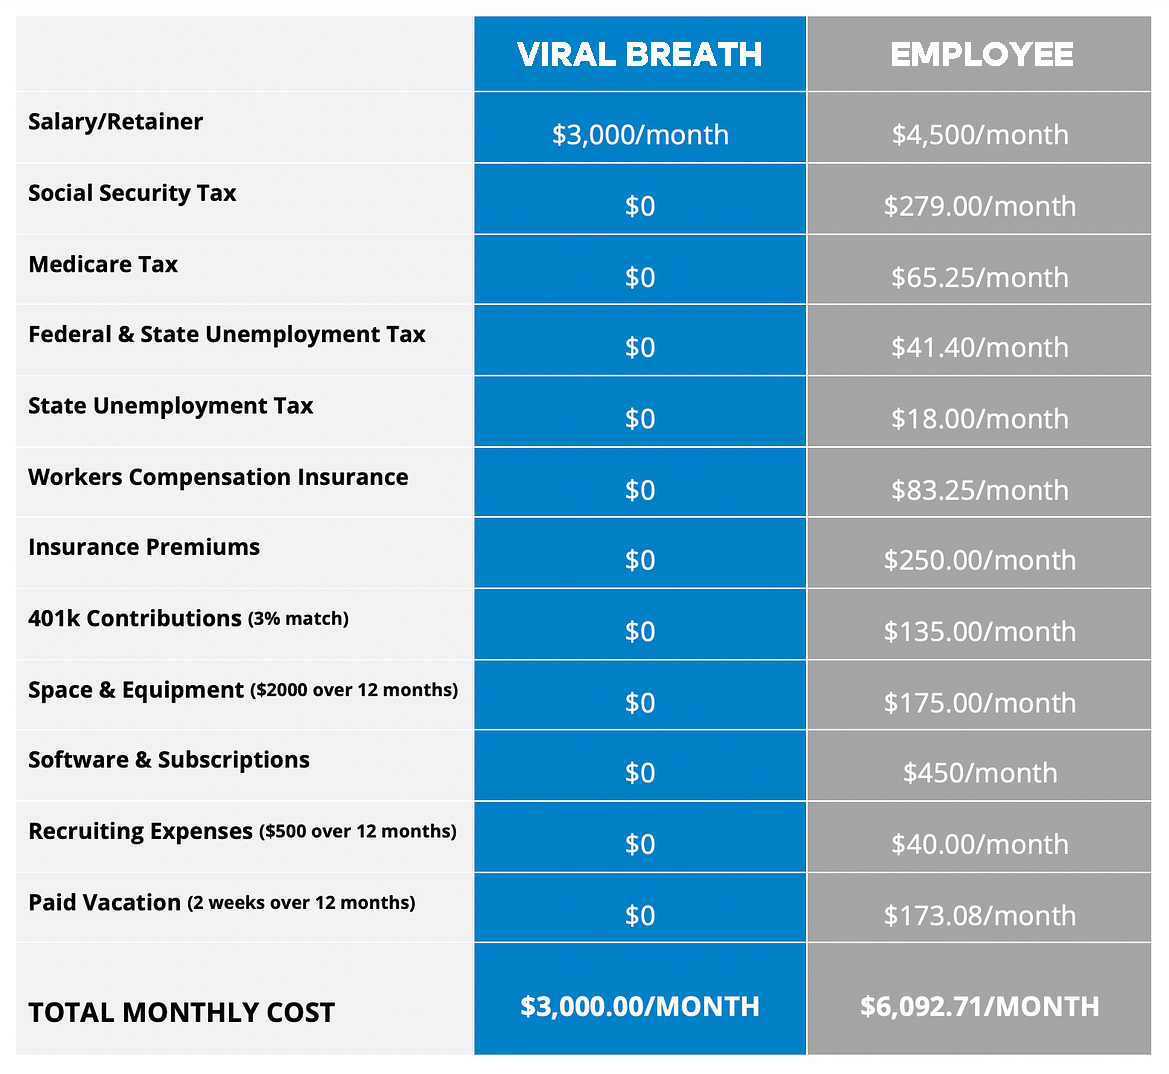 VIRAL BREATH EMPLOYEE
Salary/Retainer $3,000/month $4,500/month
Social Security Tax $0 $279.00/month
Medicare Tax $0 $65.25/month
Federal & State Unemployment Tax $0 $41.40/month
State Unemployment Tax $0 $18.00/month
Workers Compensation Insurance $0 $83.25/month
Insurance Premiums $0 $250.00/month
401k Contributions (3% match) $0 $135.00/month
Space & Equipment ($2000 over 12 months) $0 $175.00/month
Software & Subscriptions $0 $450/month
Recruiting Expenses ($500 over 12 months) $0 $40.00/month
Paid Vacation (2 weeks over 12 months) $0 $173.08/month
TOTAL MONTHLY COST $3,000.00/MONTH $6,092.71/MONTH